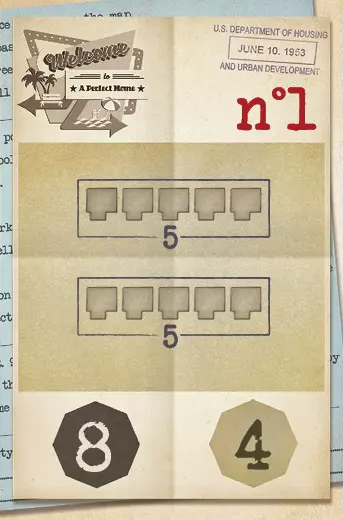 the map
Welcome
to
★ A Perfect Home ★
U.S. DEPARTMENT OF HOUSING
JUNE 10. 1953
AND URBAN DEVELOPMENT
n°1
5
5
8
4